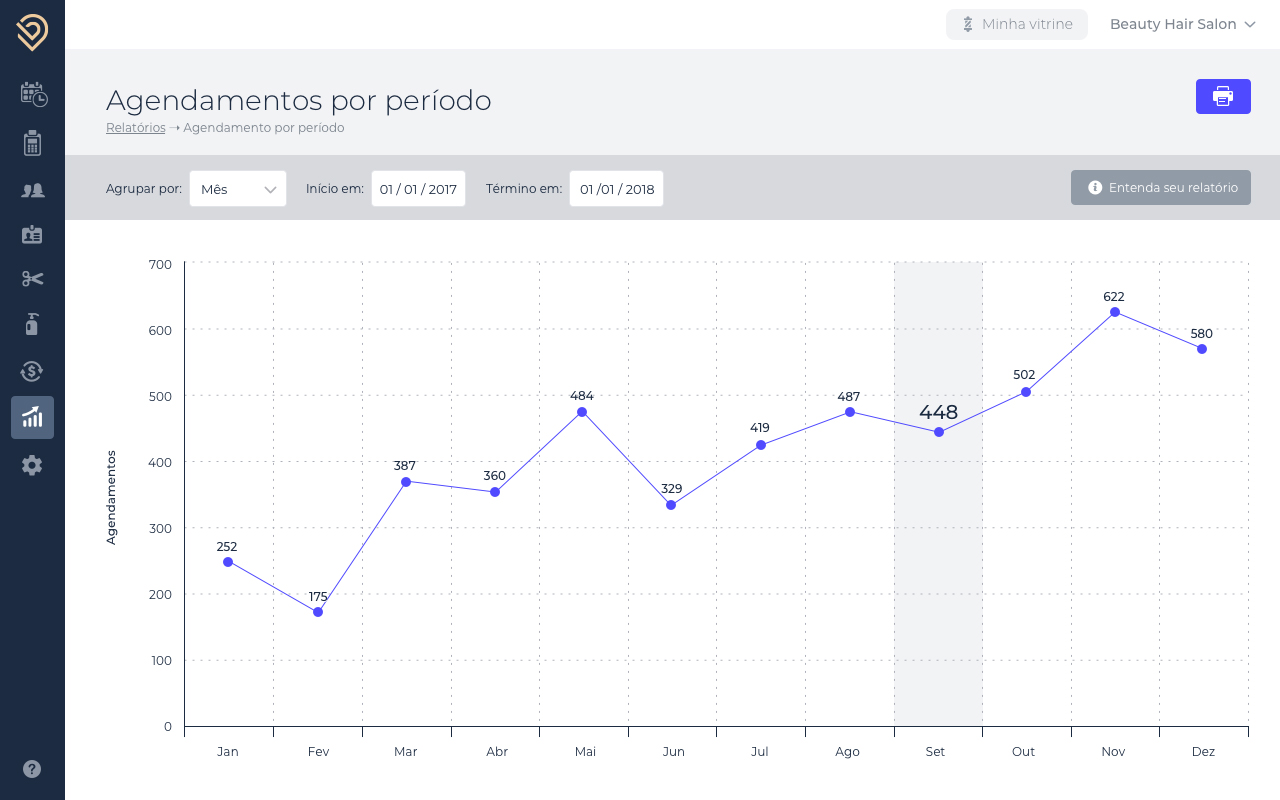 Minha vitrine
Beauty Hair Salon
Agendamentos por período
Relatórios ➝ Agendamento por período
Agrupar por: Mês Início em: 01 / 01 / 2017 Término em: 01 /01 / 2018
Entenda seu relatório
700
600
500
400
300
200
100
0
Agendamentos
252
175
387
360
484
329
419
487
448
502
622
580
Jan Fev Mar Abr Mai Jun Jul Ago Set Out Nov Dez